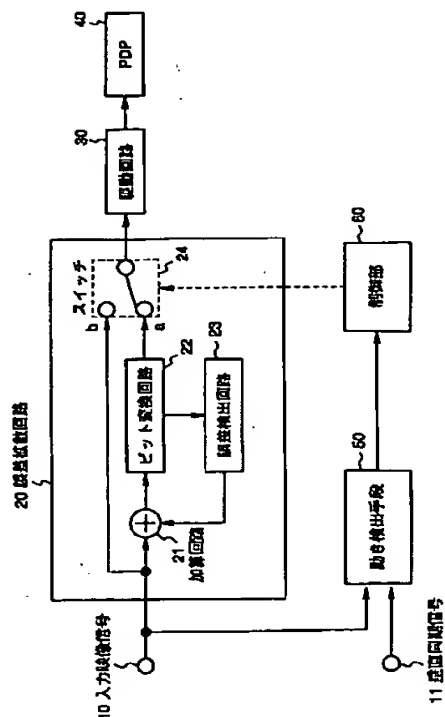 20 誤差拡散回路
40
PDP
30
駆動回路
スイッチ
b
a
24
22
ビット変換回路
23
誤差検出回路
21
加算回路
60
制御部
50
動き検出手段
10 入力映像信号
11 垂直同期信号